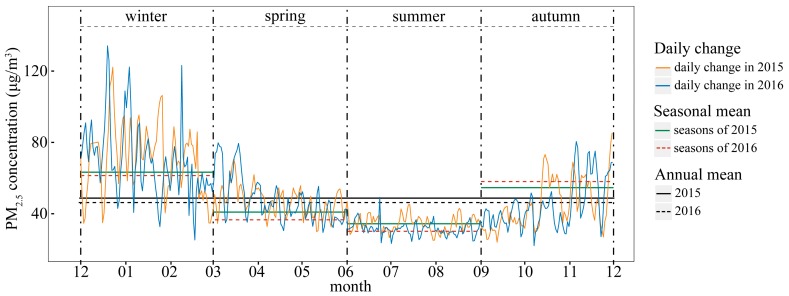 winter spring summer autumn
PM2.5 concentration (μg/m³)
120
80
40
12 01 02 03 04 05 06 07 08 09 10 11 12
month
Daily change
daily change in 2015
daily change in 2016
Seasonal mean
seasons of 2015
seasons of 2016
Annual mean
2015
2016